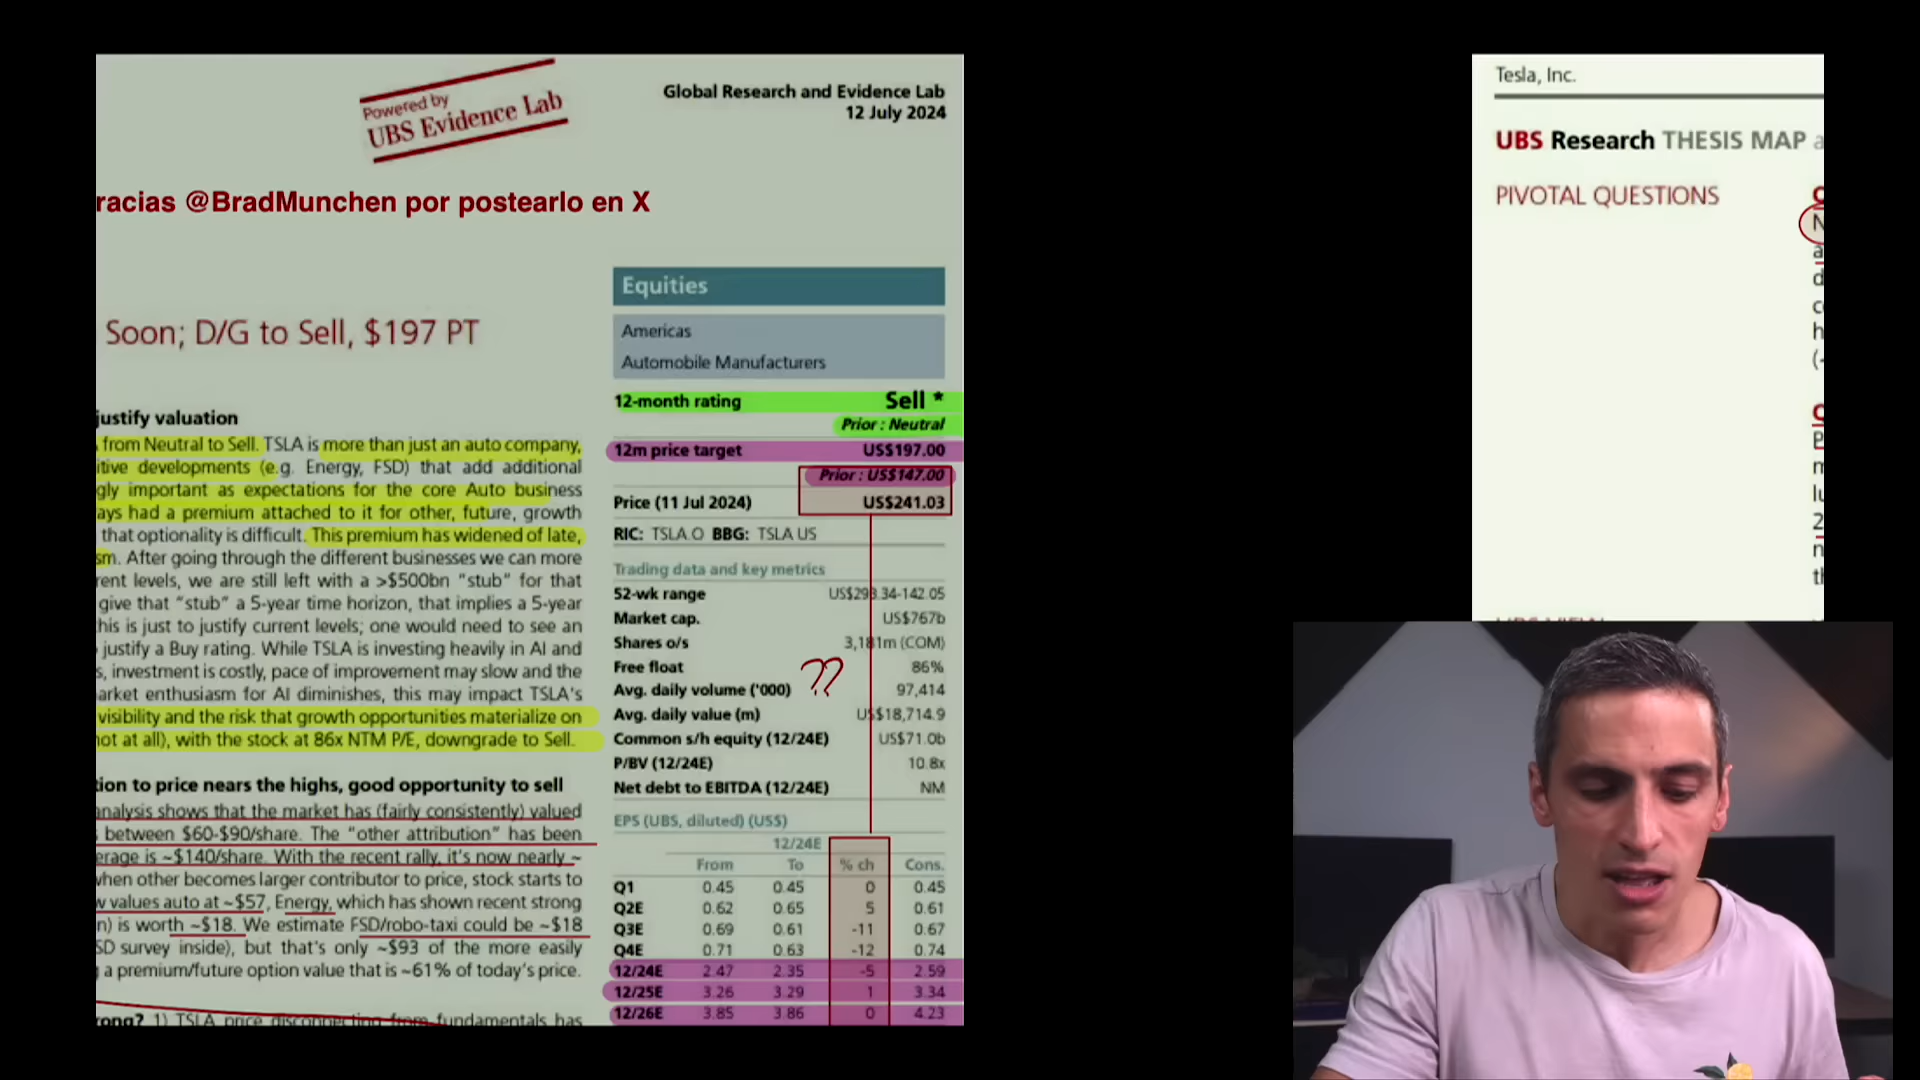 Powered by
UBS Evidence Lab
Global Research and Evidence Lab
12 July 2024
racias @BradMunchen por postearlo en X
Soon; D/G to Sell, $197 PT
justify valuation
from Neutral to Sell. TSLA is more than just an auto company,
itive developments (e.g. Energy, FSD) that add additional
gly important as expectations for the core Auto business
ays had a premium attached to it for other, future, growth
that optionality is difficult. This premium has widened of late,
sm. After going through the different businesses we can more
rent levels, we are still left with a >$500bn "stub" for that
give that "stub" a 5-year time horizon, that implies a 5-year
his is just to justify current levels; one would need to see an
justify a Buy rating. While TSLA is investing heavily in AI and
s, investment is costly, pace of improvement may slow and the
arket enthusiasm for AI diminishes, this may impact TSLA's
visibility and the risk that growth opportunities materialize on
not at all), with the stock at 86x NTM P/E, downgrade to Sell.
tion to price nears the highs, good opportunity to sell
analysis shows that the market has (fairly consistently) valued
between $60-$90/share. The "other attribution" has been
erage is ~$140/share. With the recent rally, it's now nearly ~
when other becomes larger contributor to price, stock starts to
w values auto at ~$57, Energy, which has shown recent strong
n) is worth ~$18. We estimate FSD/robo-taxi could be ~$18
SD survey inside), but that's only ~$93 of the more easily
a premium/future option value that is ~61% of today's price.
rong? 1) TSLA price disconnecting from fundamentals has
Equities
Americas
Automobile Manufacturers
12-month rating Sell *
Prior : Neutral
12m price target US$197.00
Prior : US$147.00
Price (11 Jul 2024) US$241.03
RIC: TSLA.O BBG: TSLA US
Trading data and key metrics
52-wk range US$293.34-142.05
Market cap. US$767b
Shares o/s 3,181m (COM)
Free float 86%
??
Avg. daily volume ('000) 97,414
Avg. daily value (m) US$18,714.9
Common s/h equity (12/24E) US$71.0b
P/BV (12/24E) 10.8x
Net debt to EBITDA (12/24E) NM
EPS (UBS, diluted) (US$)
12/24E
From To % ch Cons.
Q1 0.45 0.45 0 0.45
Q2E 0.62 0.65 5 0.61
Q3E 0.69 0.61 -11 0.67
Q4E 0.71 0.63 -12 0.74
12/24E 2.47 2.35 -5 2.59
12/25E 3.26 3.29 1 3.34
12/26E 3.85 3.86 0 4.23
Tesla, Inc.
UBS Research THESIS MAP a
PIVOTAL QUESTIONS